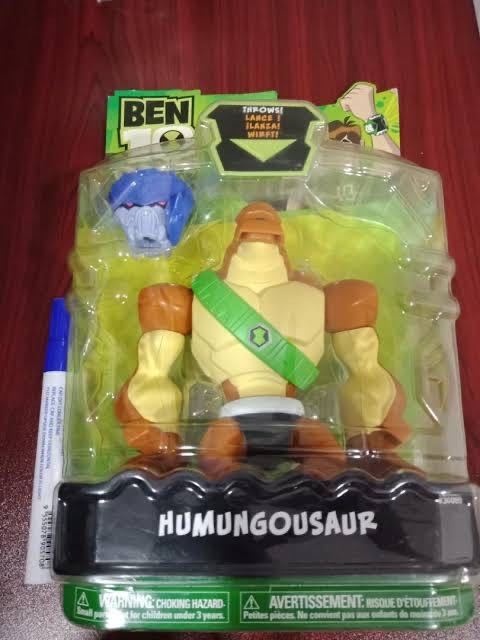 BEN
10
THROWS!
LANCE !
¡LANZA!
WIRFT!
HUMUNGOUSAUR
WARNING: CHOKING HAZARD-
Small parts not for children under 3 years.
AVERTISSEMENT: RISQUE D'ÉTOUFFEMENT-
Petites pièces. Ne convient pas aux enfants de moins de 3 ans.